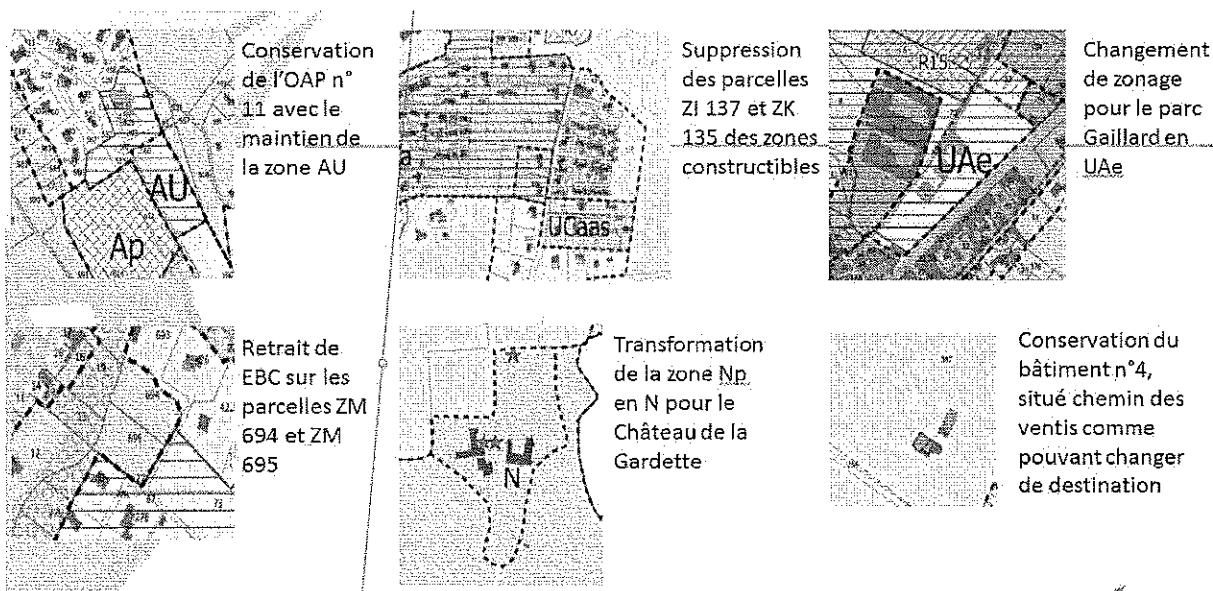 Conservation
de l'OAP n°
11 avec le
maintien de
la zone AU
AU
Ap
Suppression
des parcelles
ZI 137 et ZK
135 des zones
constructibles
a
UCaas
Changement
de zonage
pour le parc
Gaillard en
UAe
R15
UAe
Retrait de
EBC sur les
parcelles ZM
694 et ZM
695
Transformation
de la zone Np
en N pour le
Château de la
Gardette
N
Conservation du
bâtiment n°4,
situé chemin des
ventis comme
pouvant changer
de destination